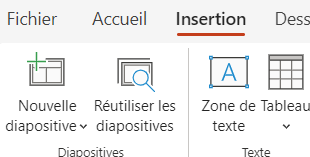 Fichier Accueil Insertion Dess
A
Nouvelle Réutiliser les Zone de Tableau
diapositive diapositives texte
Diapositives Texte